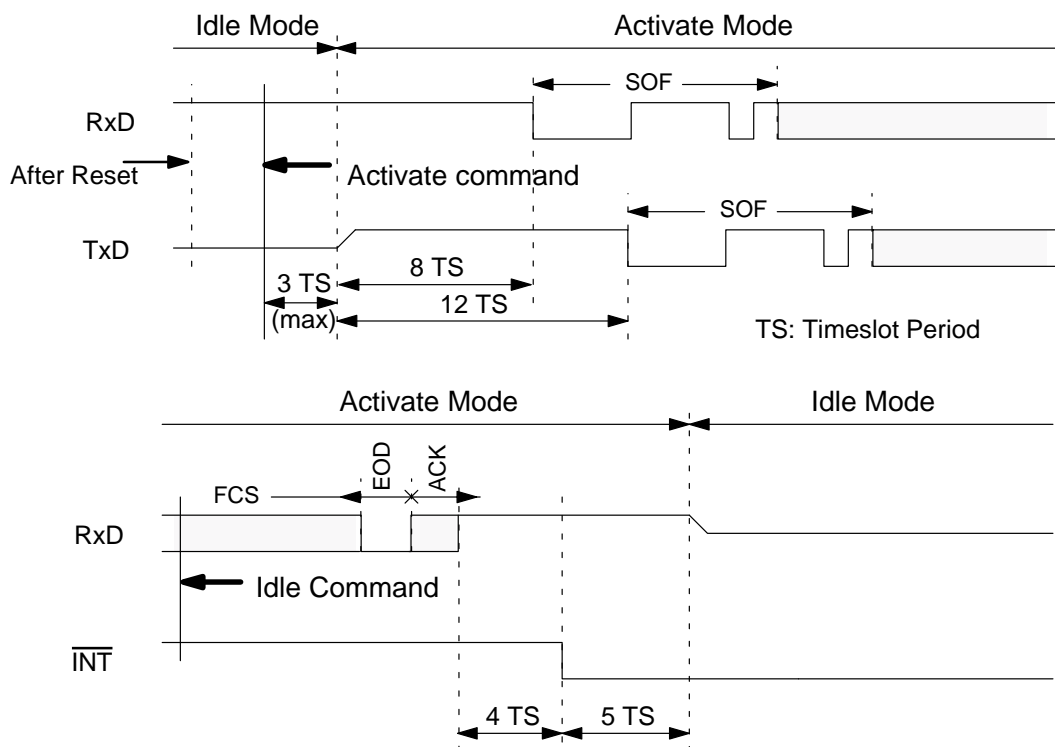 Idle Mode
Activate Mode
SOF
RxD
After Reset
Activate command
SOF
TxD
8 TS
3 TS
(max)
12 TS
TS: Timeslot Period
Activate Mode
Idle Mode
EOD
ACK
FCS
RxD
Idle Command
INT
4 TS
5 TS